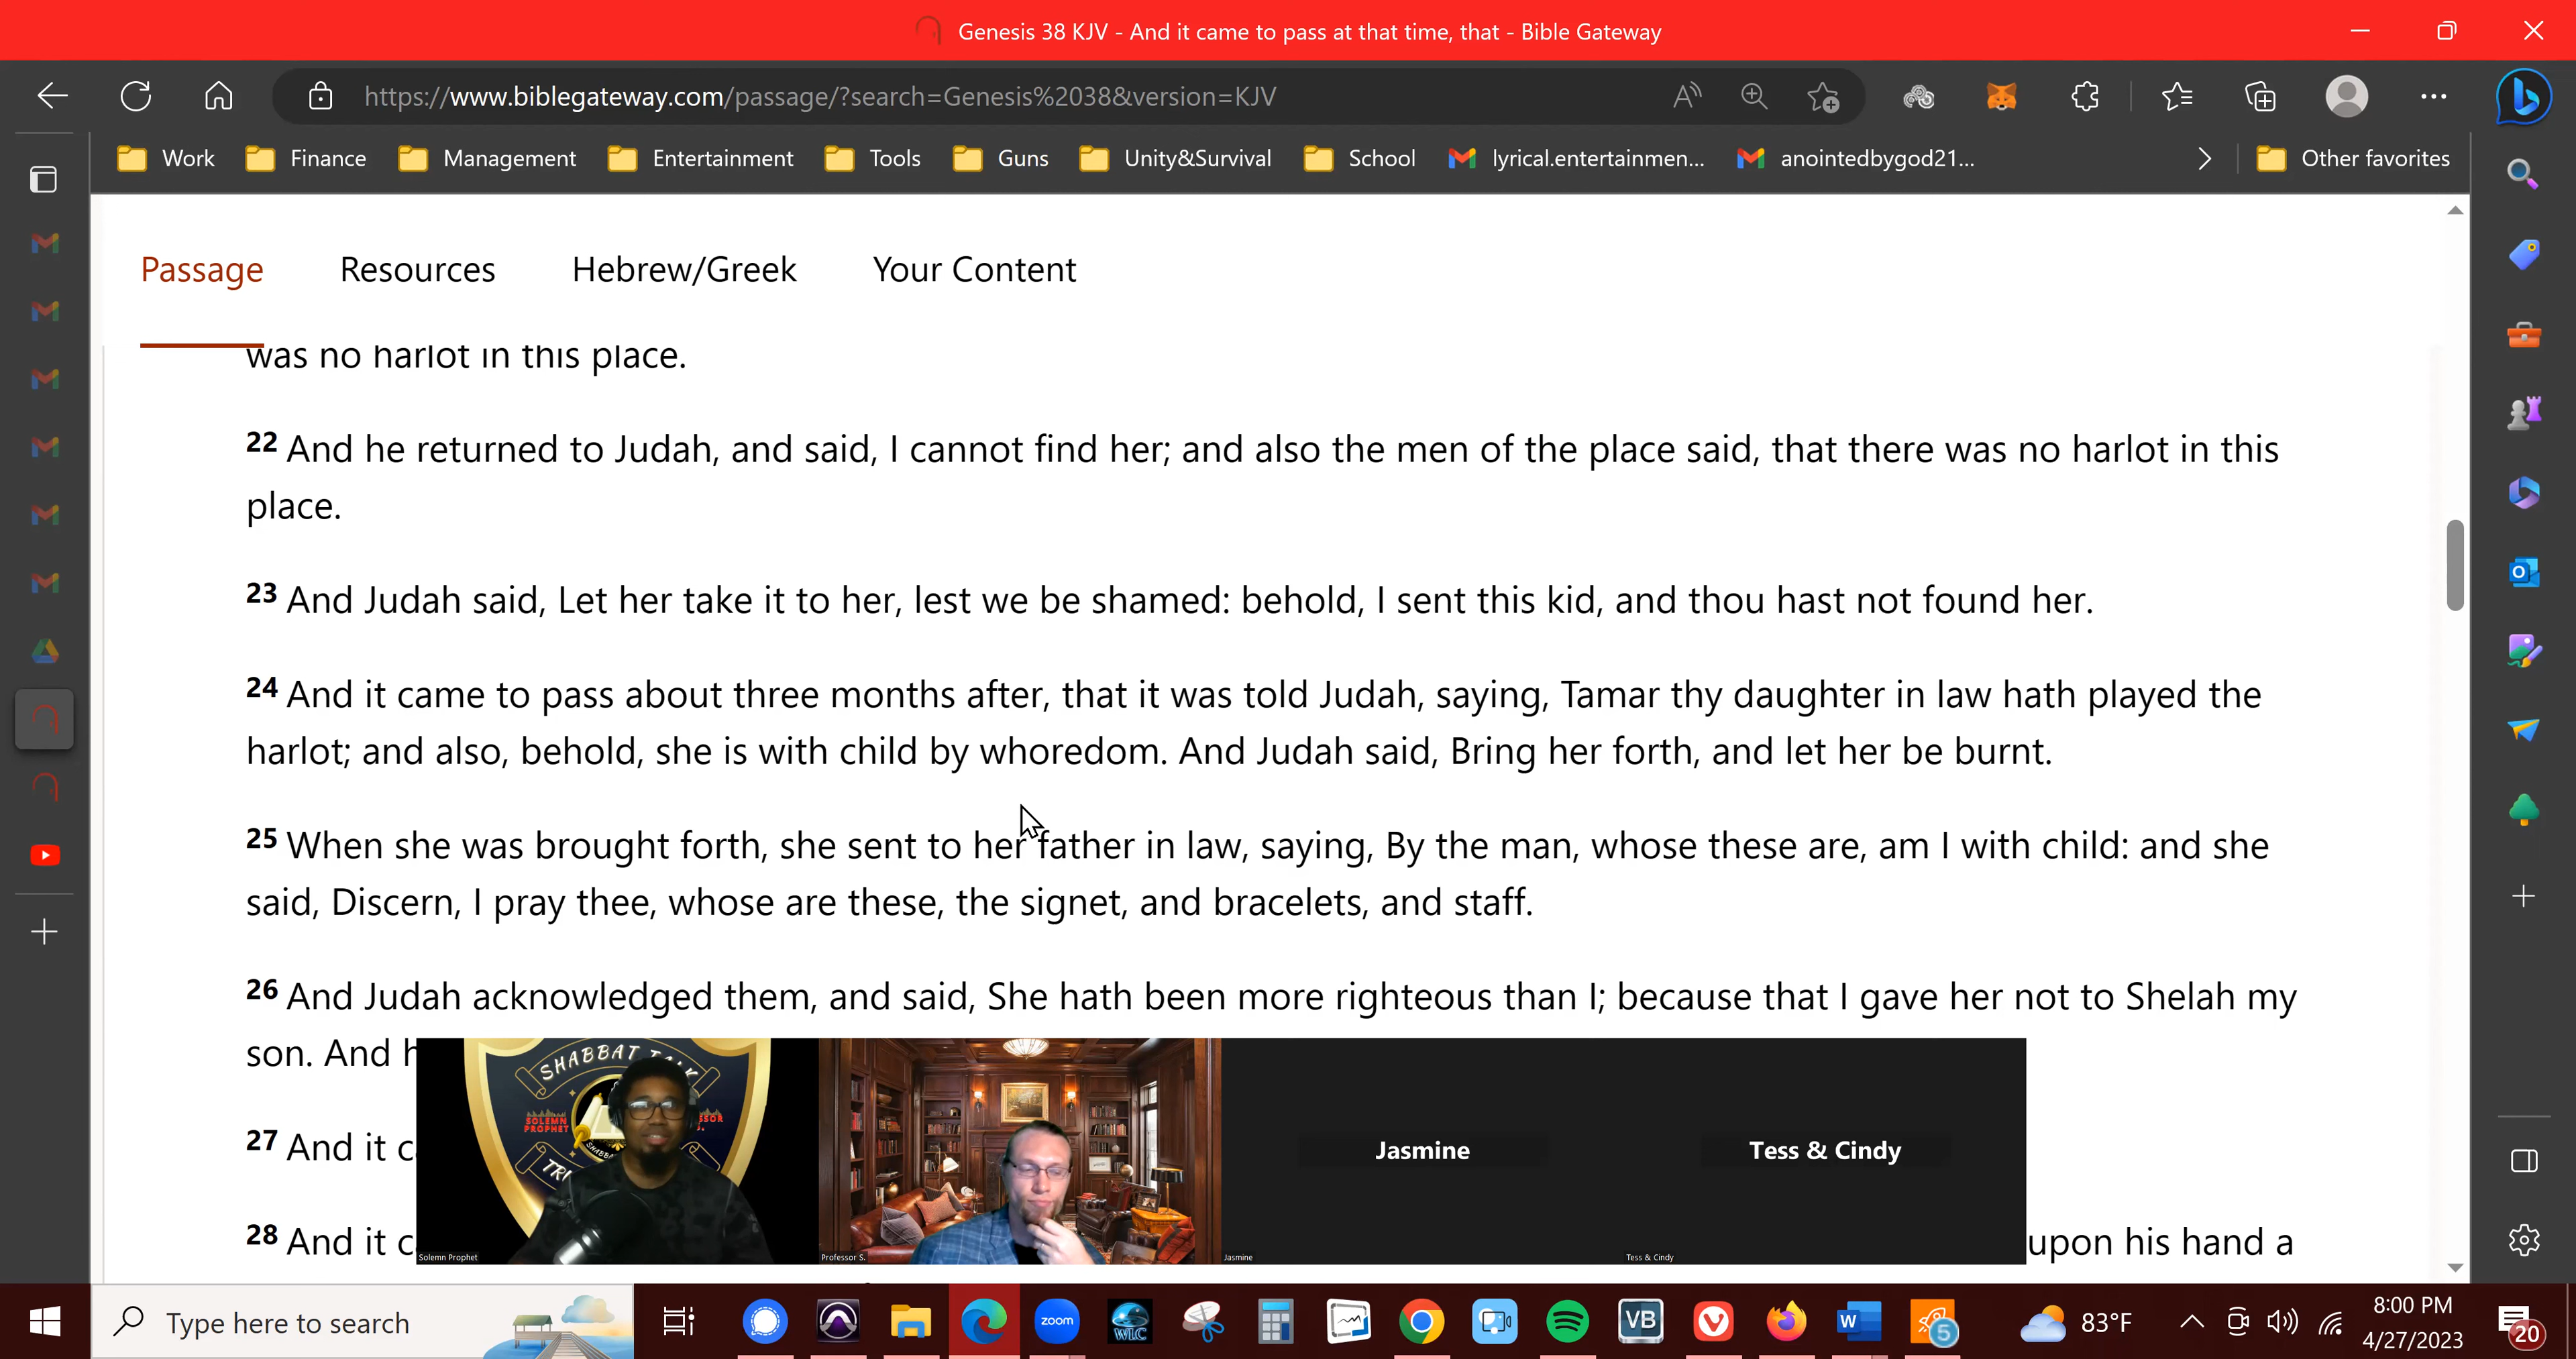 Genesis 38 KJV - And it came to pass at that time, that - Bible Gateway
https://www.biblegateway.com/passage/?search=Genesis%2038&version=KJV
Work Finance Management Entertainment Tools Guns Unity&Survival School lyrical.entertainmen... anointedbygod21... Other favorites
Passage Resources Hebrew/Greek Your Content
was no harlot in this place.
22 And he returned to Judah, and said, I cannot find her; and also the men of the place said, that there was no harlot in this
place.
23 And Judah said, Let her take it to her, lest we be shamed: behold, I sent this kid, and thou hast not found her.
24 And it came to pass about three months after, that it was told Judah, saying, Tamar thy daughter in law hath played the
harlot; and also, behold, she is with child by whoredom. And Judah said, Bring her forth, and let her be burnt.
25 When she was brought forth, she sent to her father in law, saying, By the man, whose these are, am I with child: and she
said, Discern, I pray thee, whose are these, the signet, and bracelets, and staff.
26 And Judah acknowledged them, and said, She hath been more righteous than I; because that I gave her not to Shelah my
son. And h
SHABBAT TALK
SOLEMN
PROPHET
SSOR
TRI
Solemn Prophet
Professor S.
Jasmine
Jasmine
Tess & Cindy
Tess & Cindy
27 And it c
28 And it c upon his hand a
Type here to search
zoom
WLC
VB
W
5
83°F
8:00 PM
4/27/2023
20